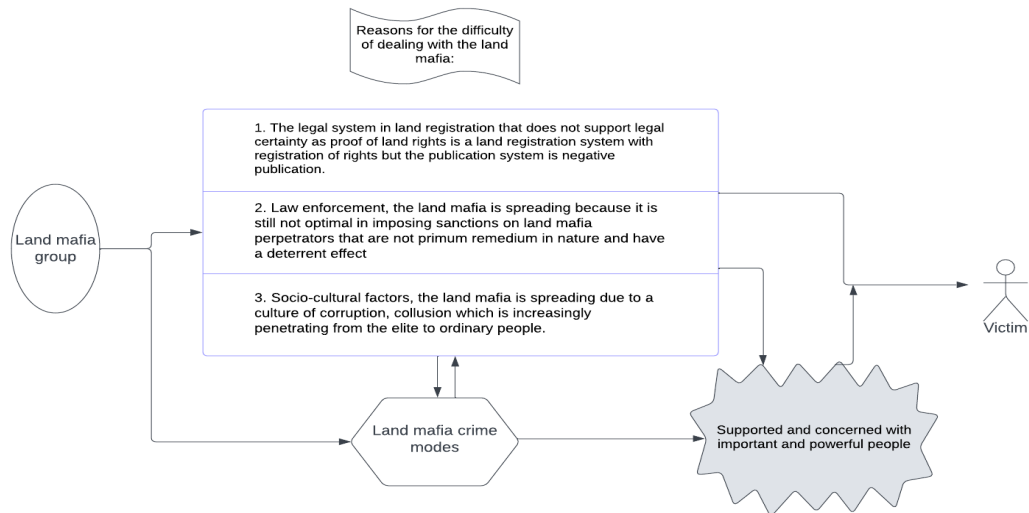 Reasons for the difficulty
of dealing with the land
mafia:
1. The legal system in land registration that does not support legal
certainty as proof of land rights is a land registration system with
registration of rights but the publication system is negative
publication.
Land mafia
group
2. Law enforcement, the land mafia is spreading because it is
still not optimal in imposing sanctions on land mafia
perpetrators that are not primum remedium in nature and have
a deterrent effect
3. Socio-cultural factors, the land mafia is spreading due to a
culture of corruption, collusion which is increasingly
penetrating from the elite to ordinary people.
Victim
Land mafia crime
modes
Supported and concerned with
important and powerful people